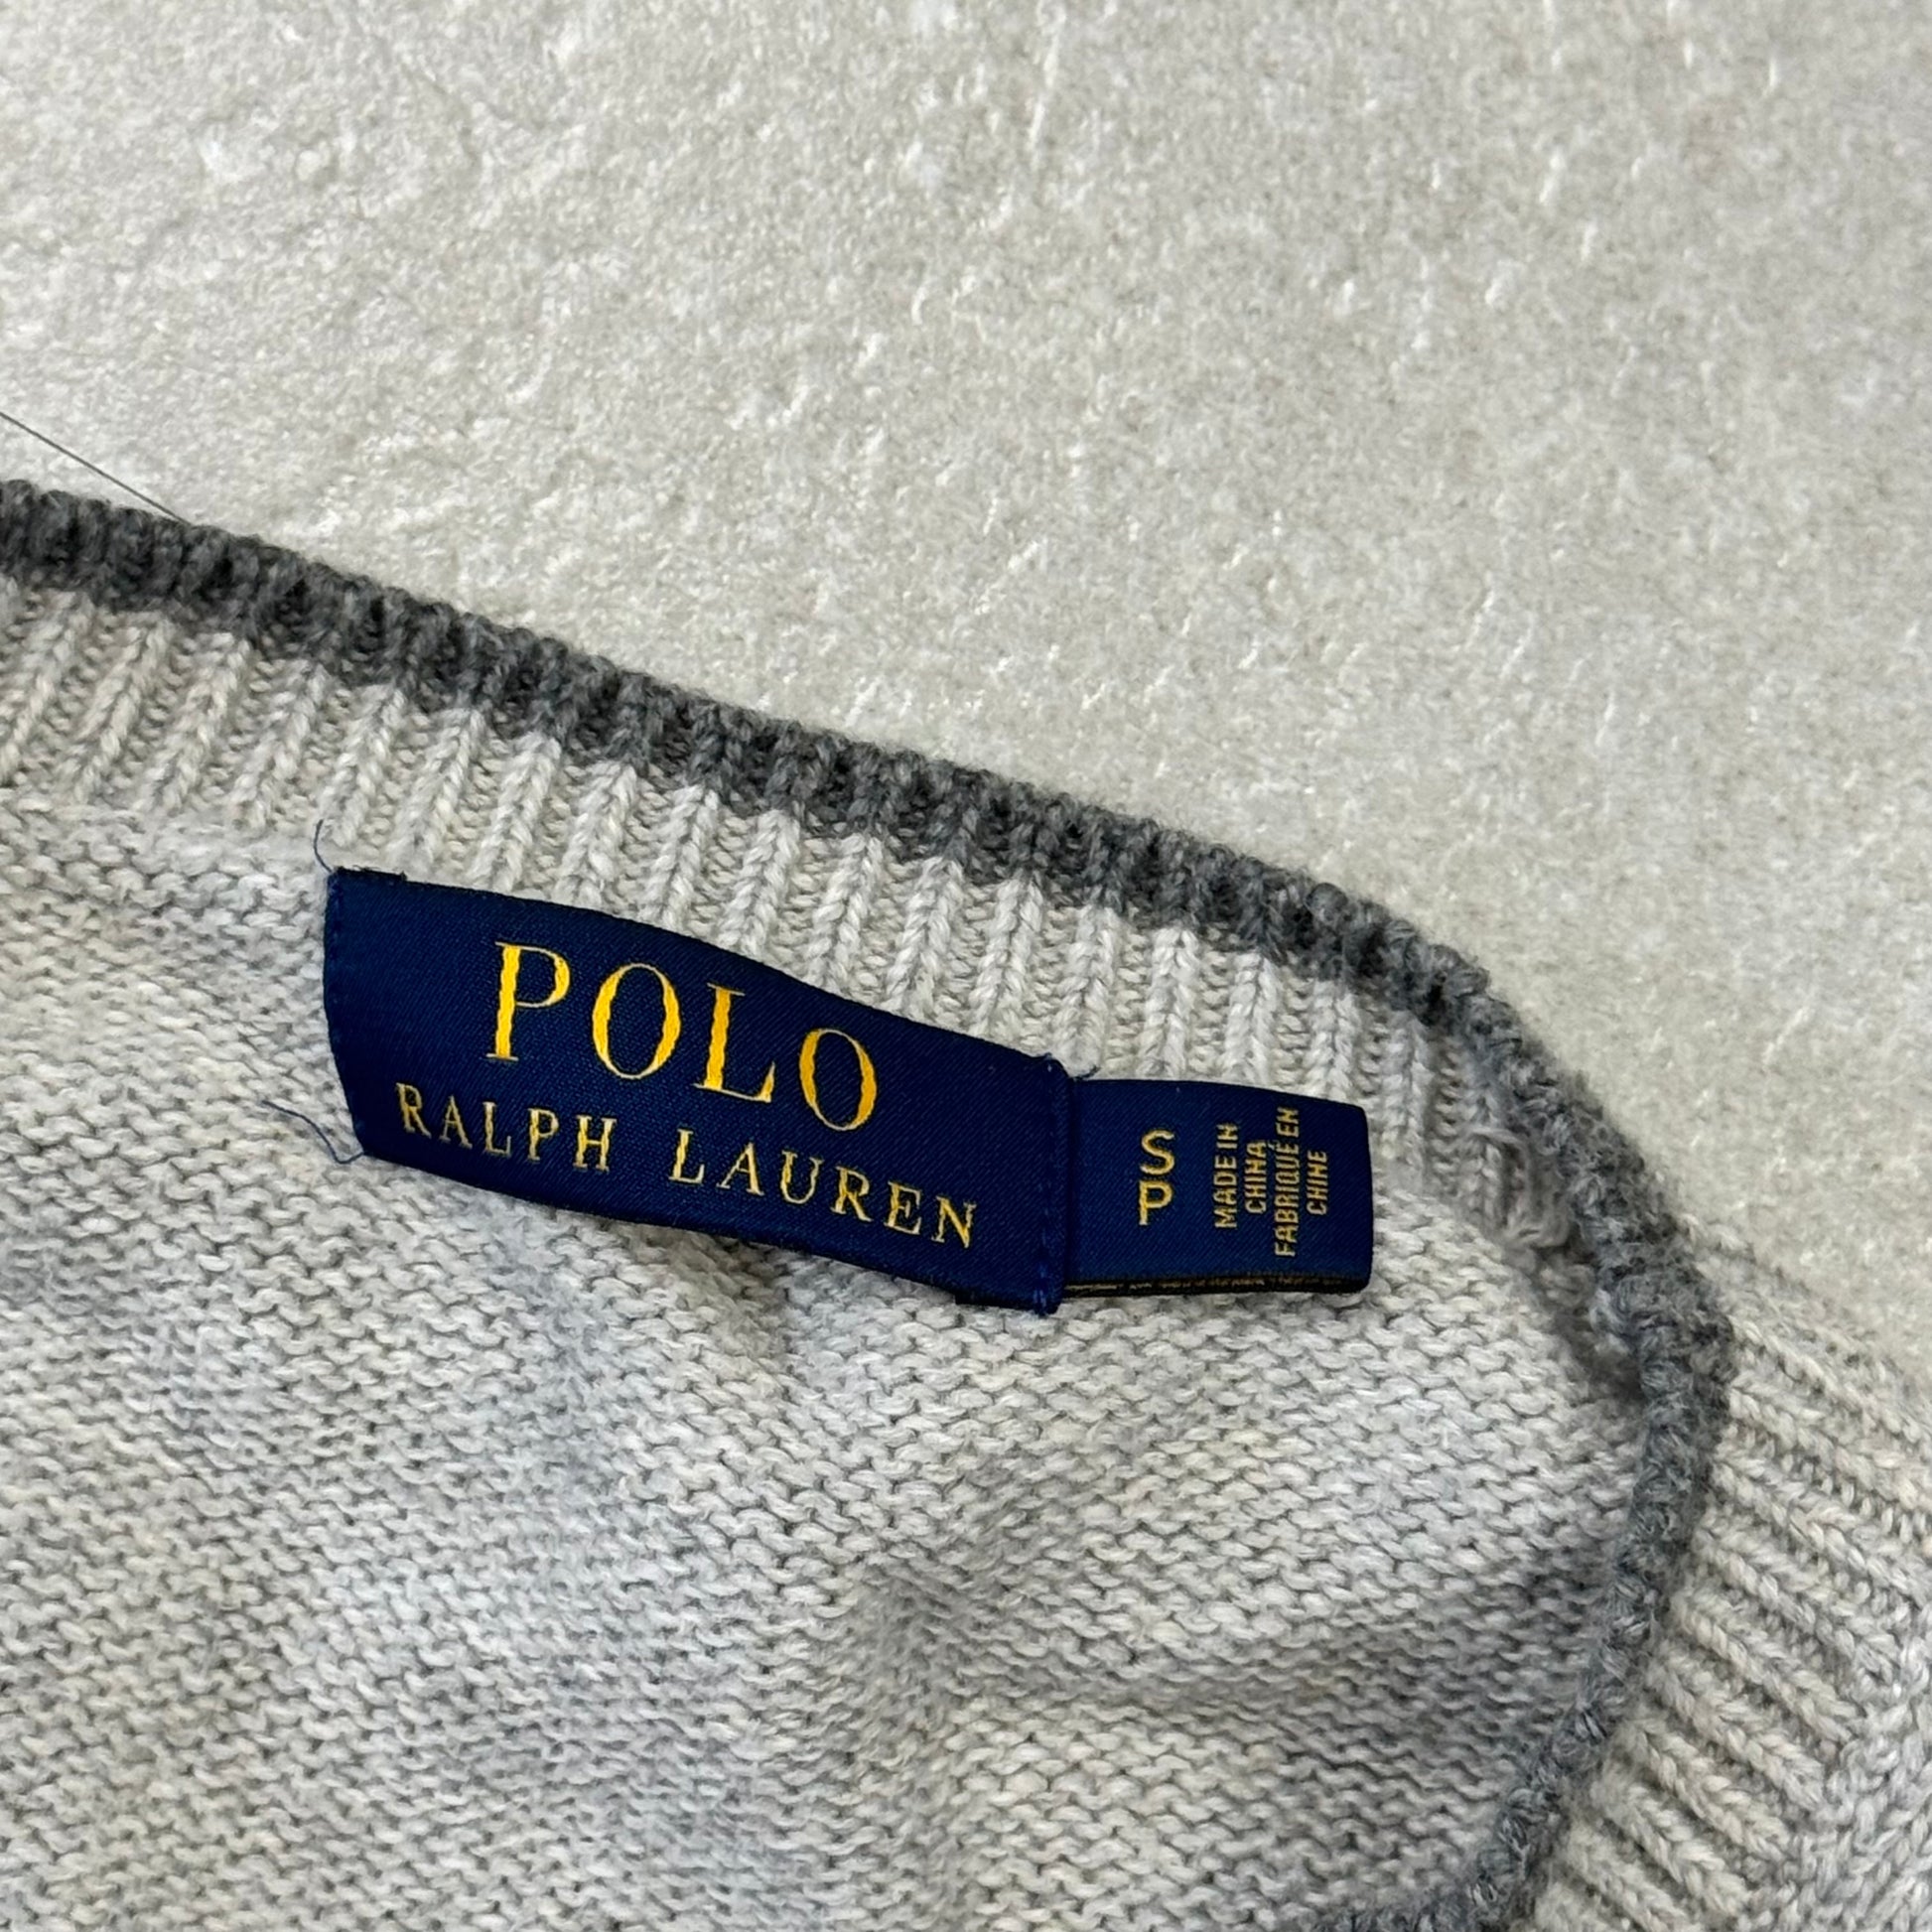 POLO
RALPH LAUREN
S
P
MADE IN
CHINA
FABRIQUÉ EN
CHINE